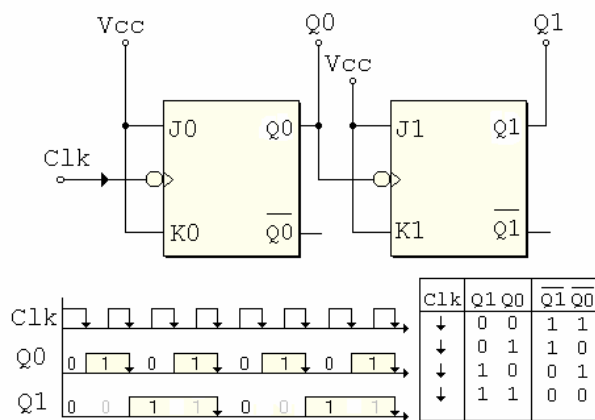 Vcc Q0 Q1
Vcc
J0 Q0 J1 Q1
Clk
K0 Q0 K1 Q1
Clk
Q0 0 1 0 1 0 1 0 1
Q1 0 0 1 1 0 0 1 1
Clk Q1 Q0 Q1 Q0
↓ 0 0 1 1
↓ 0 1 1 0
↓ 1 0 0 1
↓ 1 1 0 0